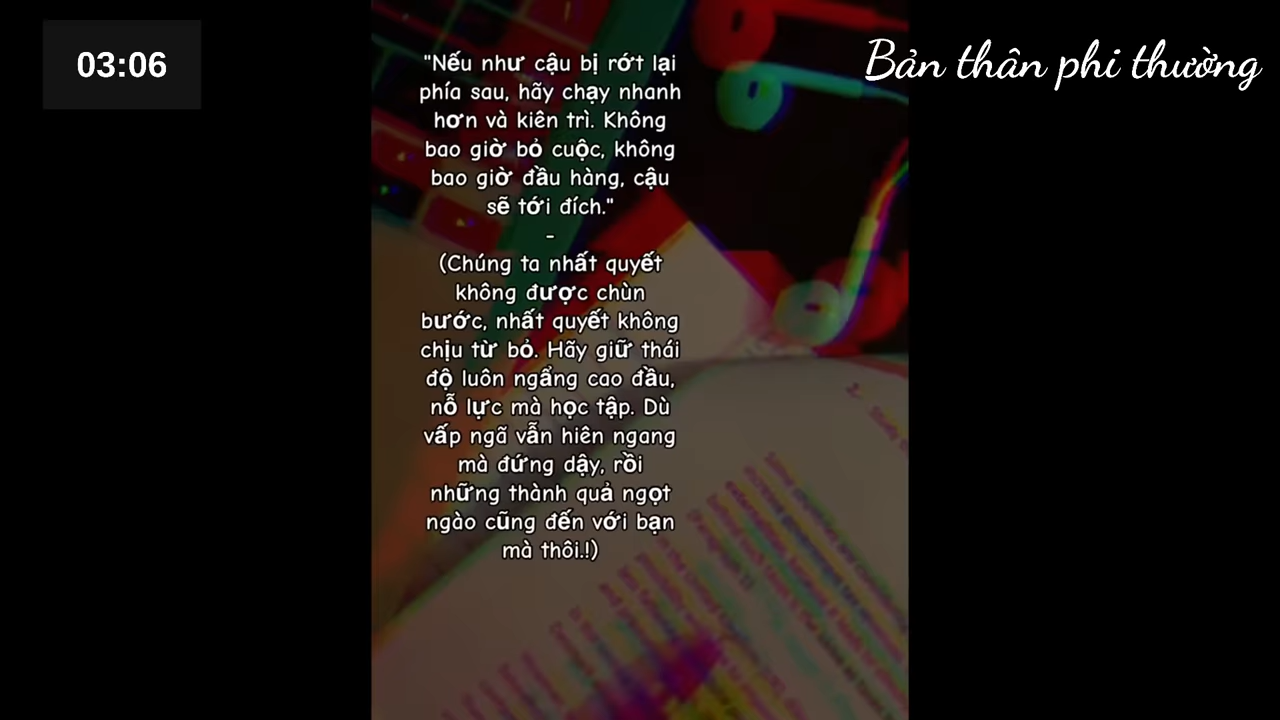 03:06
Bản thân phi thường
"Nếu như cậu bị rớt lại
phía sau, hãy chạy nhanh
hơn và kiên trì. Không
bao giờ bỏ cuộc, không
bao giờ đầu hàng, cậu
sẽ tới đích."
-
(Chúng ta nhất quyết
không được chùn
bước, nhất quyết không
chịu từ bỏ. Hãy giữ thái
độ luôn ngẩng cao đầu,
nỗ lực mà học tập. Dù
vấp ngã vẫn hiên ngang
mà đứng dậy, rồi
những thành quả ngọt
ngào cũng đến với bạn
mà thôi.!)